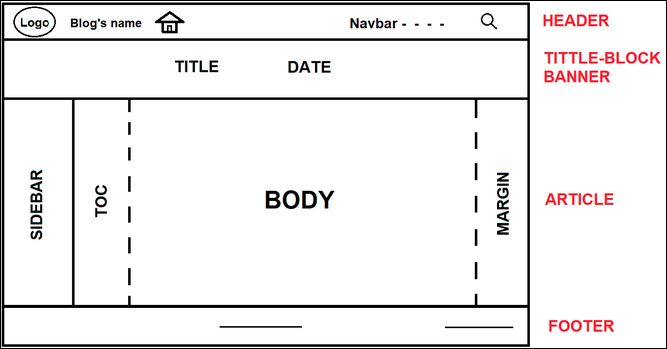 Logo Blog's name Navbar - - - - HEADER
TITLE DATE TITTLE-BLOCK
BANNER
SIDEBAR TOC BODY MARGIN ARTICLE
FOOTER